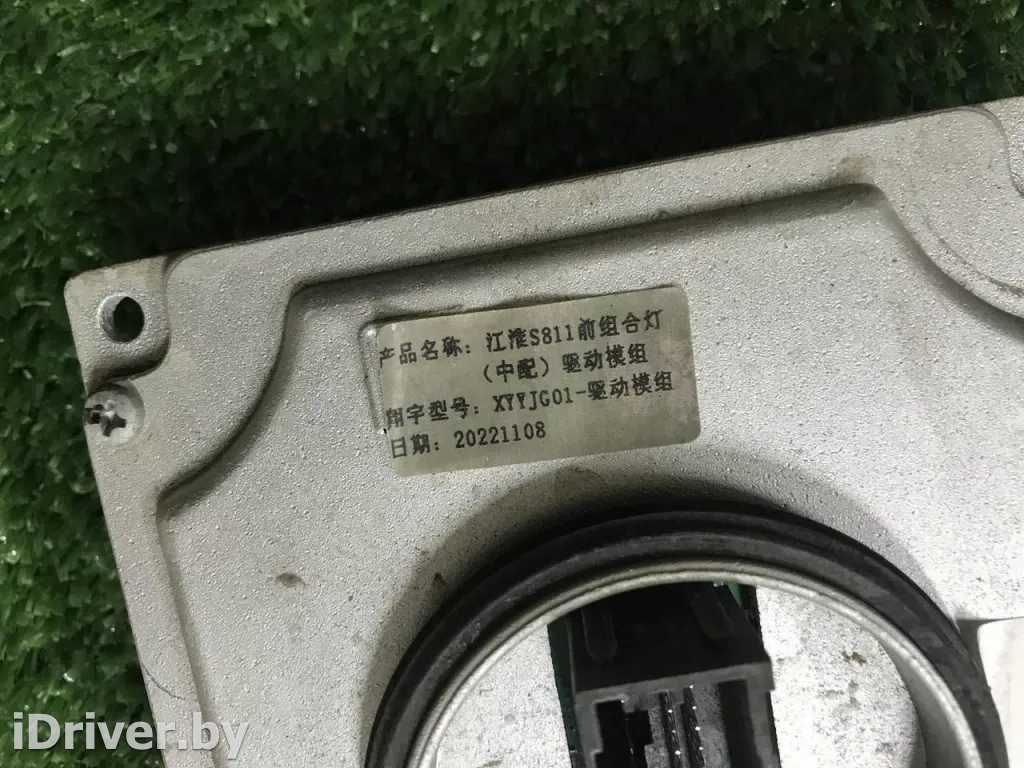 产品名称: 江淮S811前组合灯
(中配) 驱动模组
翔宇型号: XYYJG01-驱动模组
日期: 20221108
iDriver.by